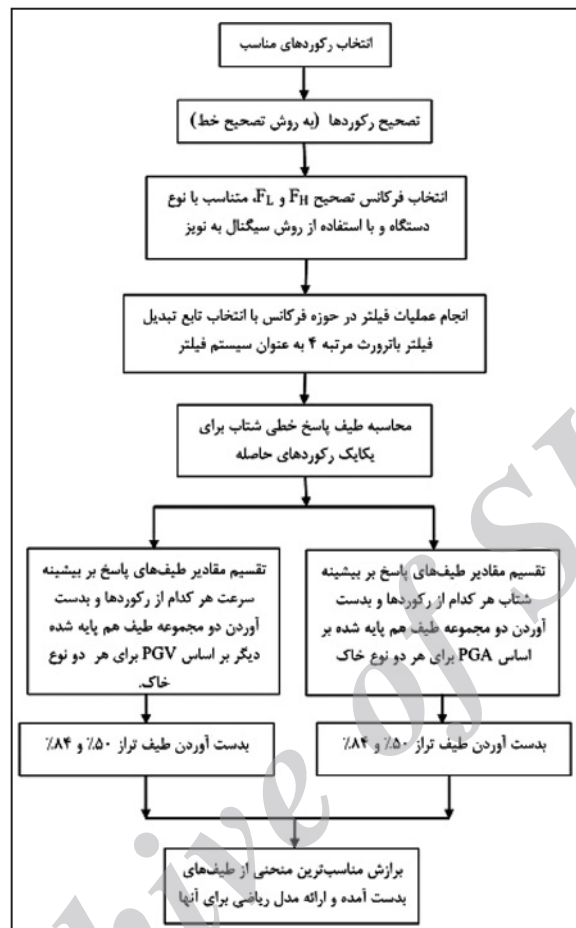 انتخاب رکوردهای مناسب
تصحیح رکوردها (به روش تصحیح خط)
انتخاب فرکانس تصحیح F_H و F_L، متناسب با نوع
دستگاه و با استفاده از روش سیگنال به نویز
انجام عملیات فیلتر در حوزه فرکانس با انتخاب تابع تبدیل
فیلتر باترورث مرتبه ۴ به عنوان سیستم فیلتر
محاسبه طیف پاسخ خطی شتاب برای
یکایک رکوردهای حاصله
تقسیم مقادیر طیف‌های پاسخ بر بیشینه
شتاب هر کدام از رکوردها و بدست
آوردن دو مجموعه طیف هم پایه شده بر
اساس PGA برای هر دو نوع خاک
تقسیم مقادیر طیف‌های پاسخ بر بیشینه
سرعت هر کدام از رکوردها و بدست
آوردن دو مجموعه طیف هم پایه شده
دیگر بر اساس PGV برای هر دو نوع
خاک.
بدست آوردن طیف تراز ۵۰٪ و ۸۴٪
بدست آوردن طیف تراز ۵۰٪ و ۸۴٪
برازش مناسب‌ترین منحنی از طیف‌های
بدست آمده و ارائه مدل ریاضی برای آنها
hive of S